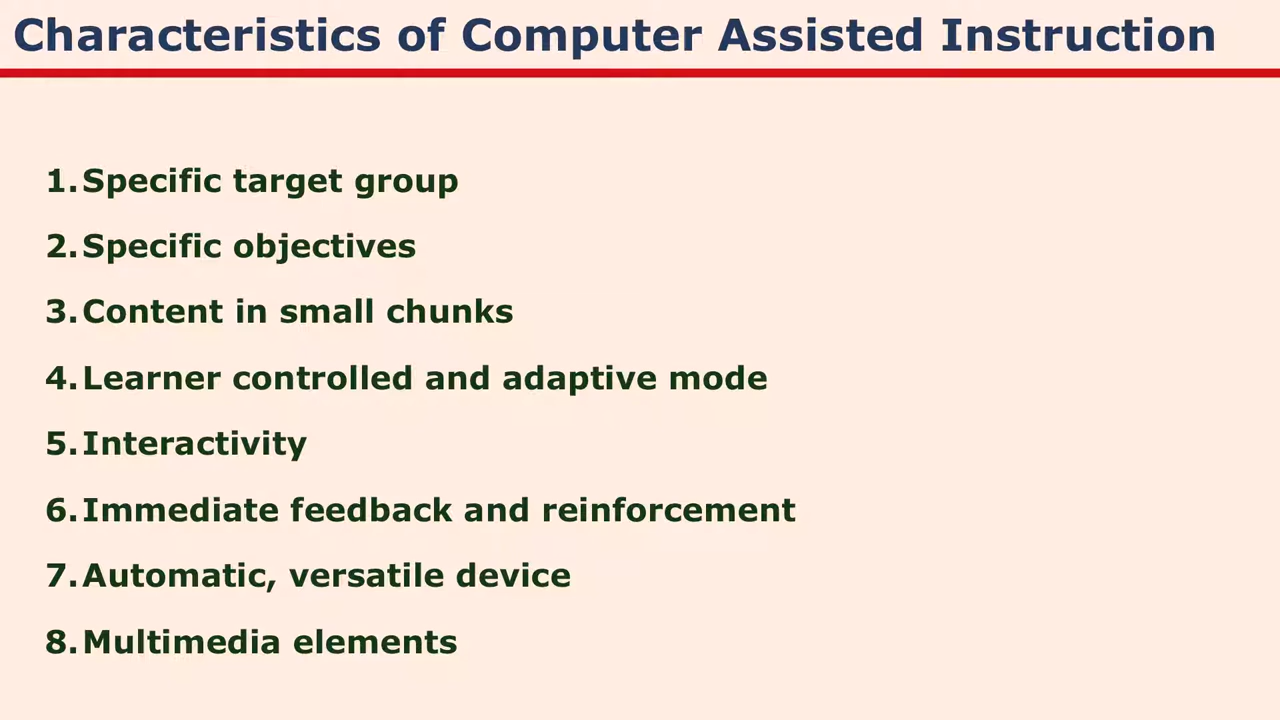 Characteristics of Computer Assisted Instruction
1. Specific target group
2. Specific objectives
3. Content in small chunks
4. Learner controlled and adaptive mode
5. Interactivity
6. Immediate feedback and reinforcement
7. Automatic, versatile device
8. Multimedia elements